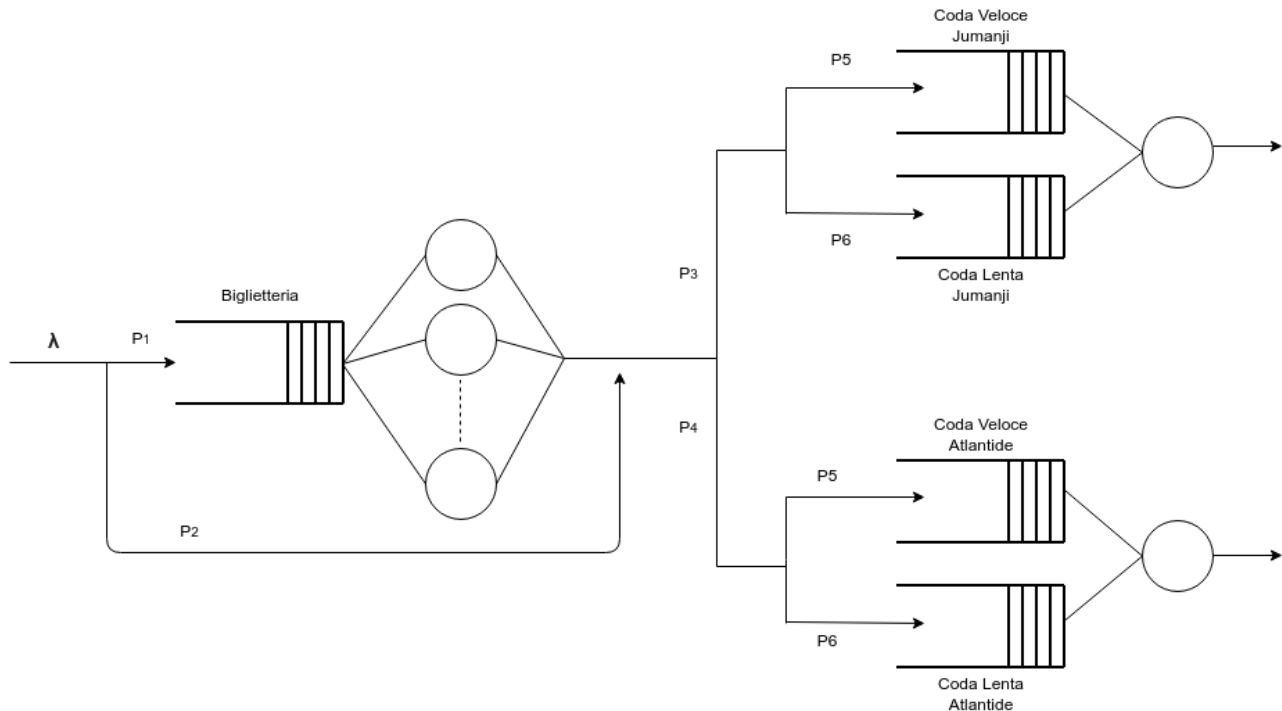 Coda Veloce
Jumanji
P5
P6
Coda Lenta
Jumanji
P3
Biglietteria
λ
P1
P4
P2
Coda Veloce
Atlantide
P5
P6
Coda Lenta
Atlantide